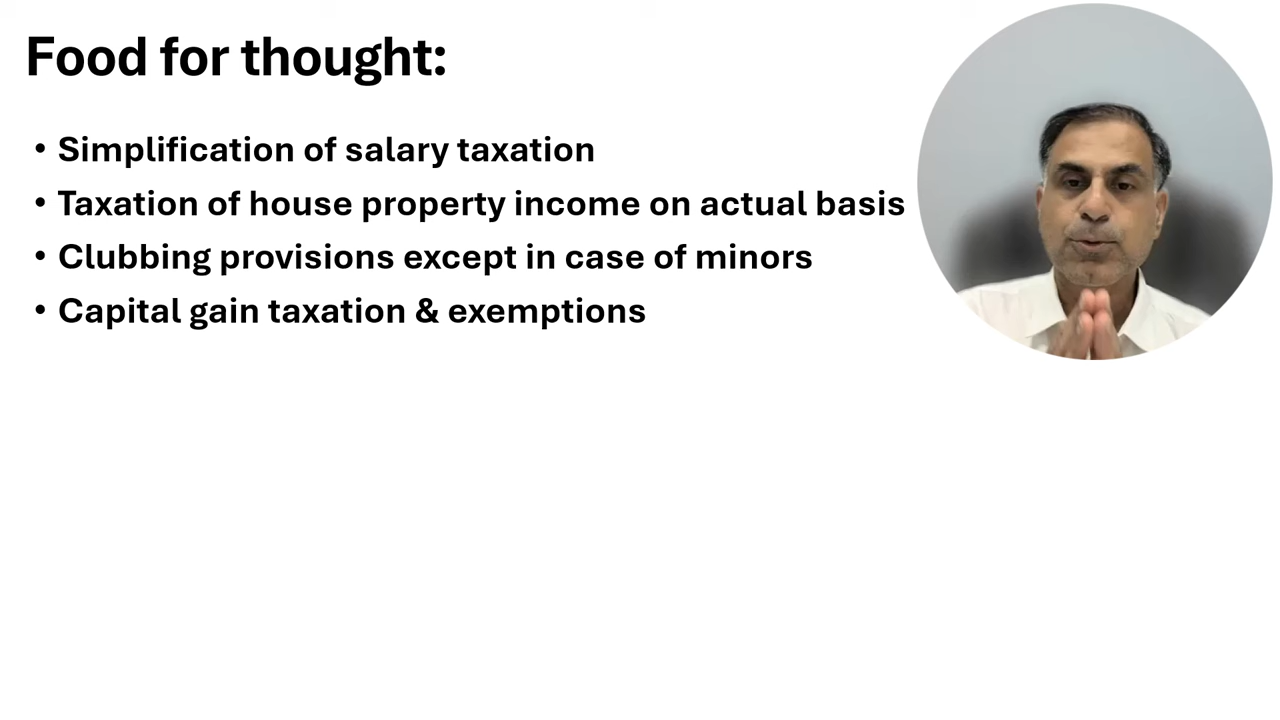 Food for thought:
• Simplification of salary taxation
• Taxation of house property income on actual basis
• Clubbing provisions except in case of minors
• Capital gain taxation & exemptions